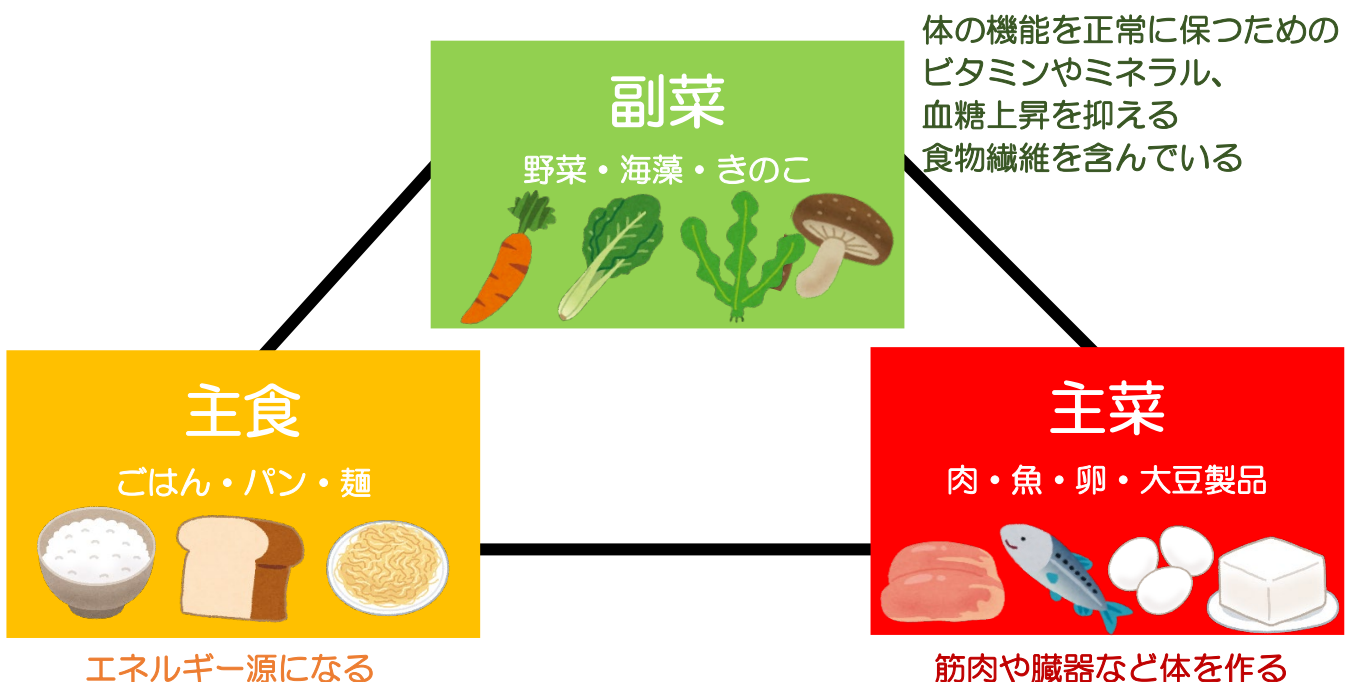 体の機能を正常に保つための
ビタミンやミネラル、
血糖上昇を抑える
食物繊維を含んでいる
副菜
野菜・海藻・きのこ
主食
ごはん・パン・麺
エネルギー源になる
主菜
肉・魚・卵・大豆製品
筋肉や臓器など体を作る